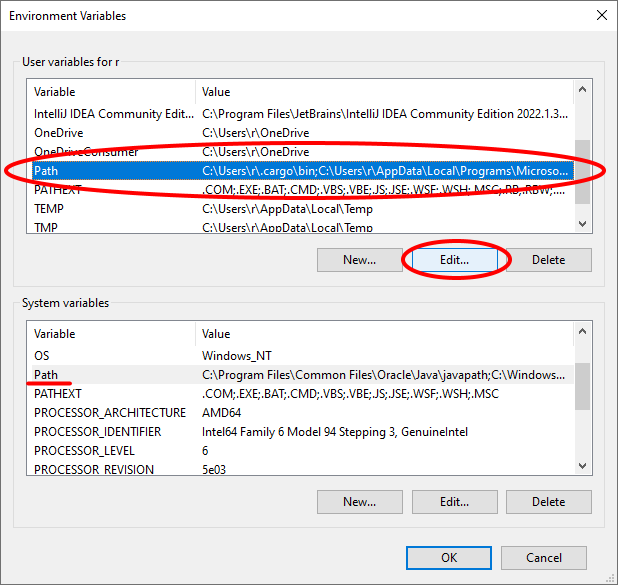 Environment Variables
User variables for r
Variable Value
IntelliJ IDEA Community Edit... C:\Program Files\JetBrains\IntelliJ IDEA Community Edition 2022.1.3...
OneDrive C:\Users\r\OneDrive
OneDriveConsumer C:\Users\r\OneDrive
Path C:\Users\r\.cargo\bin;C:\Users\r\AppData\Local\Programs\Microso...
PATHEXT .COM;.EXE;.BAT;.CMD;.VBS;.VBE;.JS;.JSE;.WSF;.WSH;.MSC;.RB;.RBW;....
TEMP C:\Users\r\AppData\Local\Temp
TMP C:\Users\r\AppData\Local\Temp
New... Edit... Delete
System variables
Variable Value
OS Windows_NT
Path C:\Program Files\Common Files\Oracle\Java\javapath;C:\Windows...
PATHEXT .COM;.EXE;.BAT;.CMD;.VBS;.VBE;.JS;.JSE;.WSF;.WSH;.MSC
PROCESSOR_ARCHITECTURE AMD64
PROCESSOR_IDENTIFIER Intel64 Family 6 Model 94 Stepping 3, GenuineIntel
PROCESSOR_LEVEL 6
PROCESSOR_REVISION 5e03
New... Edit... Delete
OK Cancel